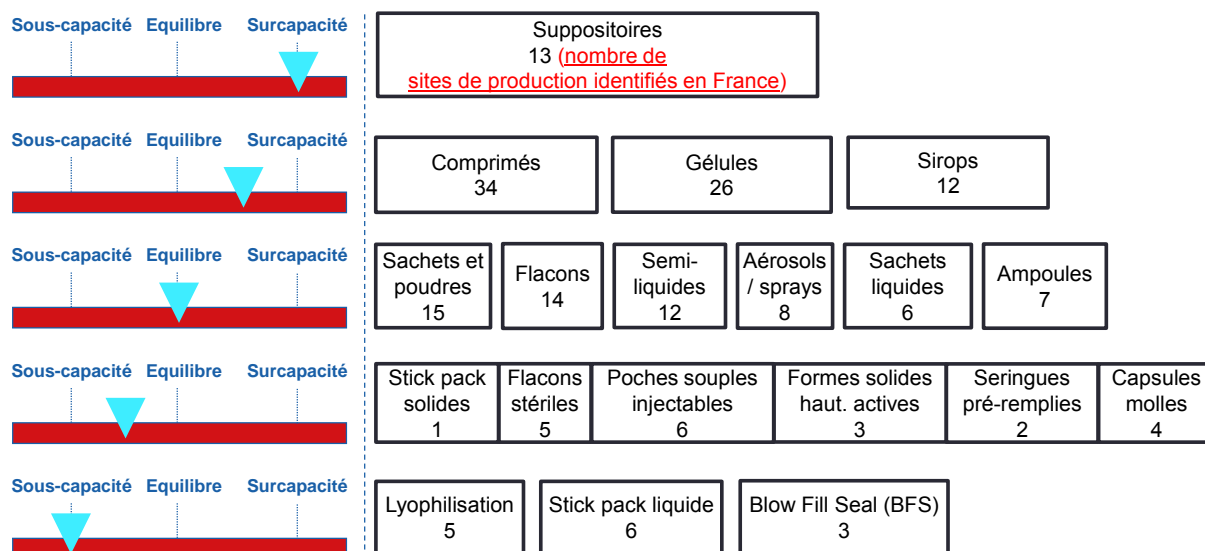 Sous-capacité Equilibre Surcapacité
Suppositoires
13 (nombre de
sites de production identifiés en France)
Sous-capacité Equilibre Surcapacité
Comprimés
34
Gélules
26
Sirops
12
Sous-capacité Equilibre Surcapacité
Sachets et
poudres
15
Flacons
14
Semi-
liquides
12
Aérosols
/ sprays
8
Sachets
liquides
6
Ampoules
7
Sous-capacité Equilibre Surcapacité
Stick pack
solides
1
Flacons
stériles
5
Poches souples
injectables
6
Formes solides
haut. actives
3
Seringues
pré-remplies
2
Capsules
molles
4
Sous-capacité Equilibre Surcapacité
Lyophilisation
5
Stick pack liquide
6
Blow Fill Seal (BFS)
3